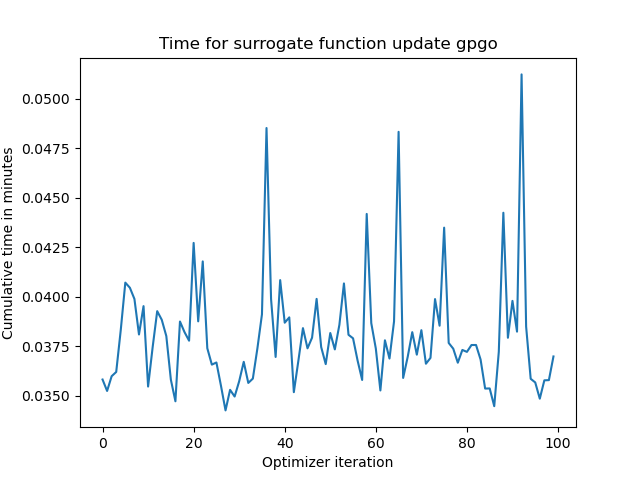 Time for surrogate function update gpgo
0.0500
0.0475
0.0450
0.0425
0.0400
0.0375
0.0350
Cumulative time in minutes
0 20 40 60 80 100
Optimizer iteration